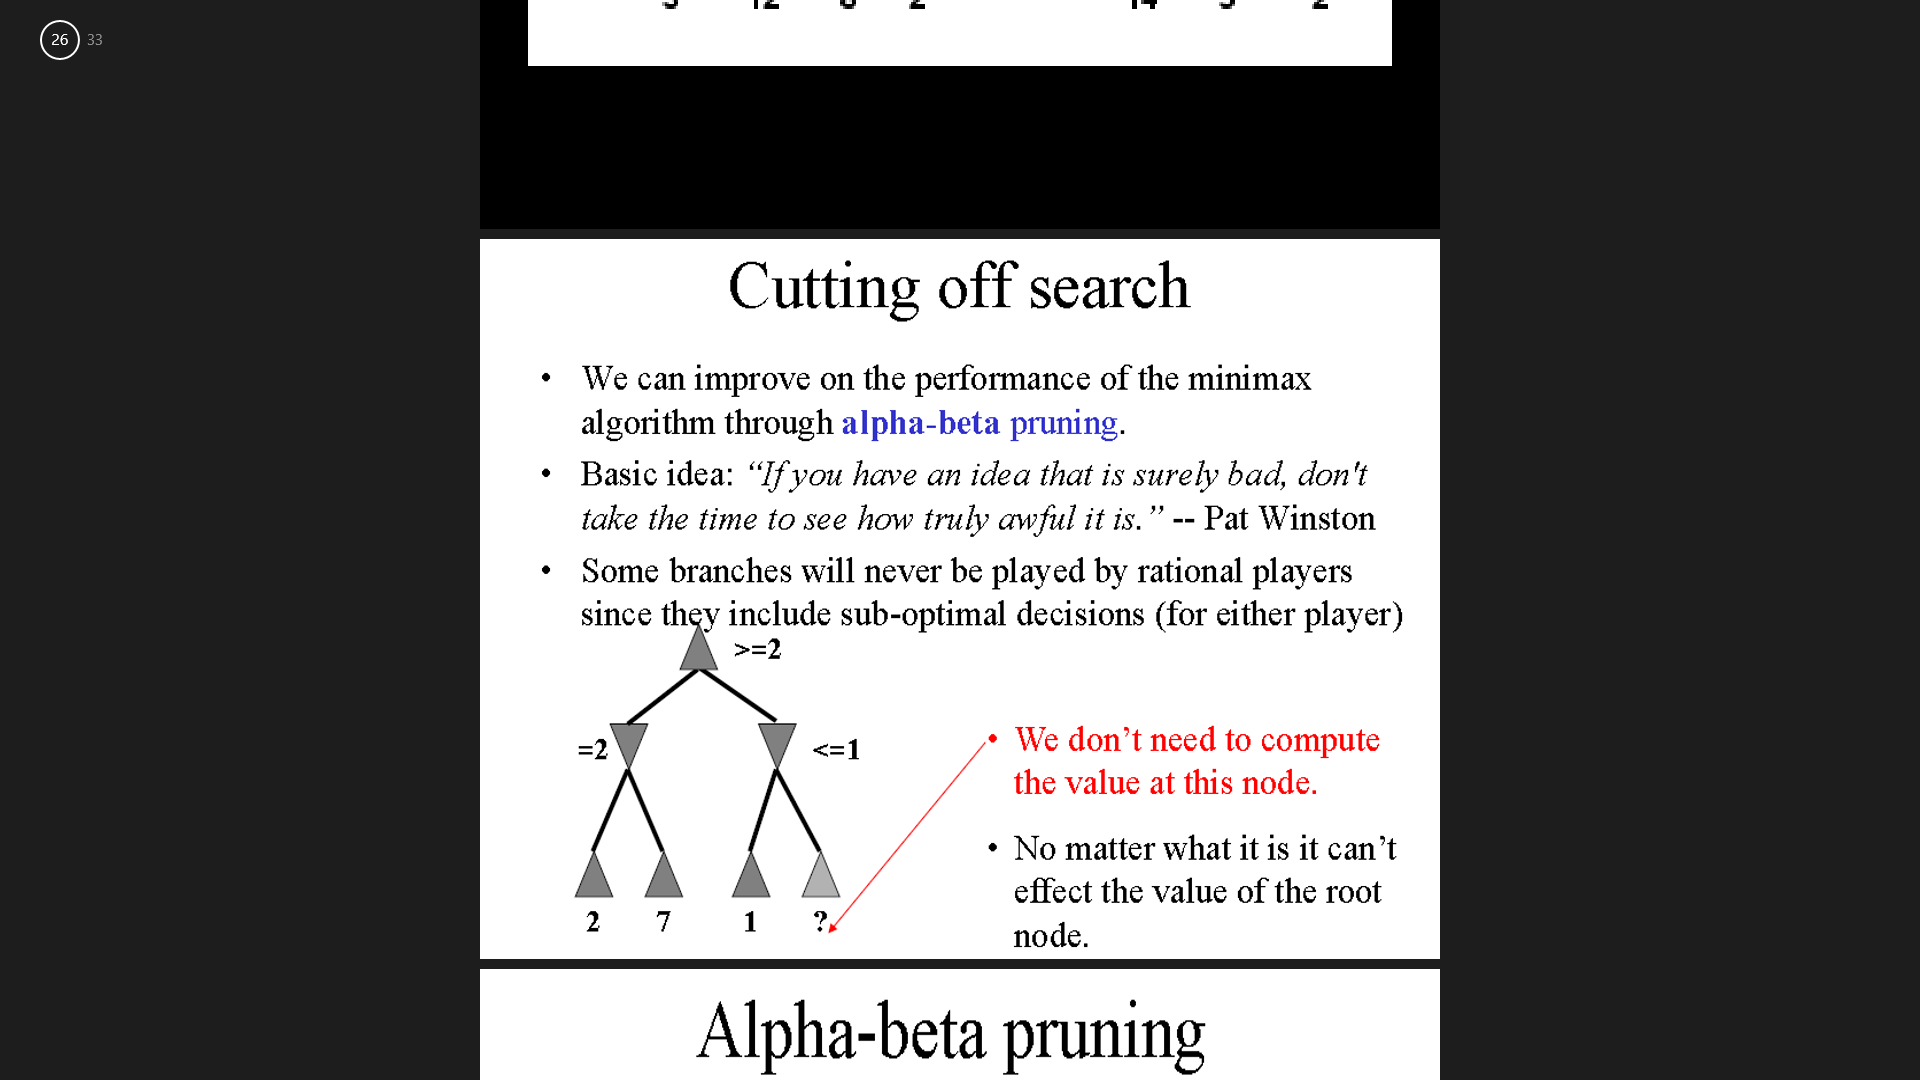 26 33
12
14
Cutting off search
• We can improve on the performance of the minimax
algorithm through alpha-beta pruning.
• Basic idea: “If you have an idea that is surely bad, don't
take the time to see how truly awful it is.” -- Pat Winston
• Some branches will never be played by rational players
since they include sub-optimal decisions (for either player)
>=2
=2
<=1
2 7 1 ?
• We don’t need to compute
the value at this node.
• No matter what it is it can’t
effect the value of the root
node.
Alpha-beta pruning